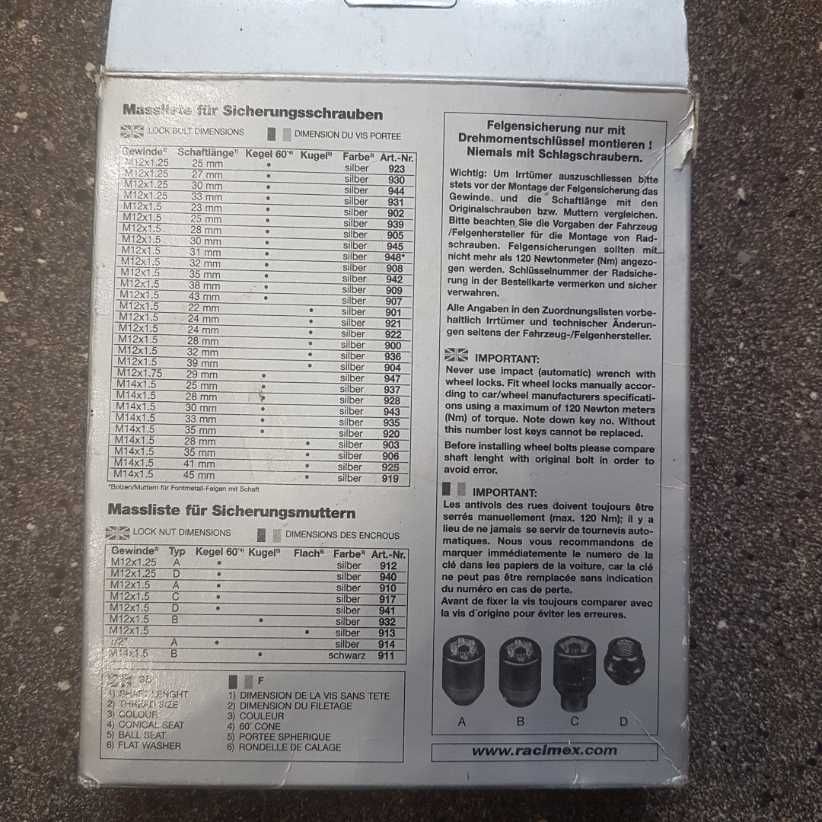 Massliste für Sicherungsschrauben
LOCK BULT DIMENSIONS DIMENSION DU VIS PORTEE
Gewinde²⁾ Schaftlänge¹⁾ Kegel 60°⁴⁾ Kugel⁵⁾ Farbe³⁾ Art.-Nr.
M12x1.25 25 mm • silber 923
M12x1.25 27 mm • silber 930
M12x1.25 30 mm • silber 944
M12x1.25 33 mm • silber 931
M12x1.5 23 mm • silber 902
M12x1.5 25 mm • silber 939
M12x1.5 28 mm • silber 905
M12x1.5 30 mm • silber 945
M12x1.5 31 mm • silber 948*
M12x1.5 32 mm • silber 908
M12x1.5 35 mm • silber 942
M12x1.5 38 mm • silber 909
M12x1.5 43 mm • silber 907
M12x1.5 22 mm • silber 901
M12x1.5 24 mm • silber 921
M12x1.5 24 mm • silber 922
M12x1.5 28 mm • silber 900
M12x1.5 32 mm • silber 936
M12x1.5 39 mm • silber 904
M12x1.75 29 mm • silber 947
M14x1.5 25 mm • silber 937
M14x1.5 28 mm • silber 928
M14x1.5 30 mm • silber 943
M14x1.5 33 mm • silber 935
M14x1.5 35 mm • silber 920
M14x1.5 28 mm • silber 903
M14x1.5 35 mm • silber 906
M14x1.5 41 mm • silber 925
M14x1.5 45 mm • silber 919
*Bolzen/Muttern für Fontmetall-Felgen mit Schaft
Massliste für Sicherungsmuttern
LOCK NUT DIMENSIONS DIMENSIONS DES ENCROUS
Gewinde²⁾ Typ Kegel 60°⁴⁾ Kugel⁵⁾ Flach⁶⁾ Farbe³⁾ Art.-Nr.
M12x1.25 A • silber 912
M12x1.25 D • silber 940
M12x1.5 A • silber 910
M12x1.5 C • silber 917
M12x1.5 D • silber 941
M12x1.5 B • silber 932
M12x1.5 • silber 913
1/2" A • silber 914
M14x1.5 B • schwarz 911
GB
1) SHAFT LENGHT
2) THREAD SIZE
3) COLOUR
4) CONICAL SEAT
5) BALL SEAT
6) FLAT WASHER
F
1) DIMENSION DE LA VIS SANS TETE
2) DIMENSION DU FILETAGE
3) COULEUR
4) 60° CONE
5) PORTEE SPHERIQUE
6) RONDELLE DE CALAGE
Felgensicherung nur mit
Drehmomentschlüssel montieren !
Niemals mit Schlagschraubern.
Wichtig: Um Irrtümer auszuschliessen bitte
stets vor der Montage der Felgensicherung das
Gewinde und die Schaftlänge mit den
Originalschrauben bzw. Muttern vergleichen.
Bitte beachten Sie die Vorgaben der Fahrzeug
/Felgenhersteller für die Montage von Rad-
schrauben. Felgensicherungen sollten mit
nicht mehr als 120 Newtonmeter (Nm) angezo-
gen werden. Schlüsselnummer der Radsiche-
rung in der Bestellkarte vermerken und sicher
verwahren.
Alle Angaben in den Zuordnungslisten vorbe-
haltlich Irrtümer und technischer Änderun-
gen seitens der Fahrzeug-/Felgenhersteller.
IMPORTANT:
Never use impact (automatic) wrench with
wheel locks. Fit wheel locks manually accor-
ding to car/wheel manufacturers specificati-
ons using a maximum of 120 Newton meters
(Nm) of torque. Note down key no. Without
this number lost keys cannot be replaced.
Before installing wheel bolts please compare
shaft lenght with original bolt in order to
avoid error.
IMPORTANT:
Les antivols des rues doivent toujours être
serrés manuellement (max. 120 Nm); il y a
lieu de ne jamais se servir de tournevis auto-
matiques. Nous vous recommandons de
marquer immédiatement le numero de la
clé dans les papiers de la voiture, car la clé
ne peut pas être remplacée sans indication
du numéro en cas de perte.
Avant de fixer la vis toujours comparer avec
la vis d´origine pour éviter les erreures.
A B C D
www.racimex.com